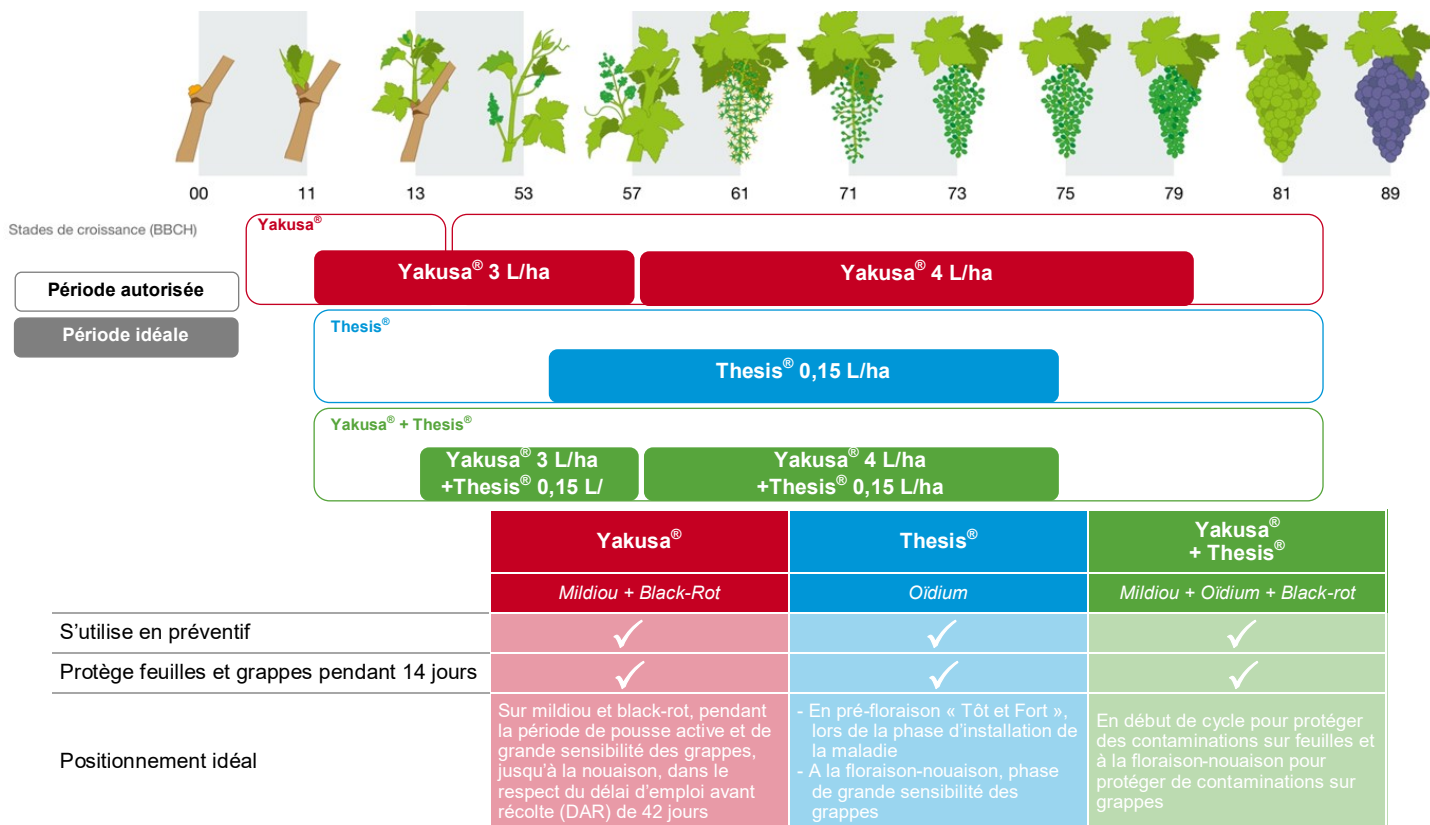 00 11 13 53 57 61 71 73 75 79 81 89
Stades de croissance (BBCH)
Période autorisée
Période idéale
Yakusa®
Yakusa® 3 L/ha
Yakusa® 4 L/ha
Thesis®
Thesis® 0,15 L/ha
Yakusa® + Thesis®
Yakusa® 3 L/ha
+Thesis® 0,15 L/
Yakusa® 4 L/ha
+Thesis® 0,15 L/ha
Yakusa®
Thesis®
Yakusa®
+ Thesis®
Mildiou + Black-Rot
Oïdium
Mildiou + Oïdium + Black-rot
S’utilise en préventif
Protège feuilles et grappes pendant 14 jours
Positionnement idéal
Sur mildiou et black-rot, pendant
la période de pousse active et de
grande sensibilité des grappes,
jusqu’à la nouaison, dans le
respect du délai d’emploi avant
récolte (DAR) de 42 jours
- En pré-floraison « Tôt et Fort »,
lors de la phase d’installation de
la maladie
- A la floraison-nouaison, phase
de grande sensibilité des
grappes
En début de cycle pour protéger
des contaminations sur feuilles et
à la floraison-nouaison pour
protéger de contaminations sur
grappes